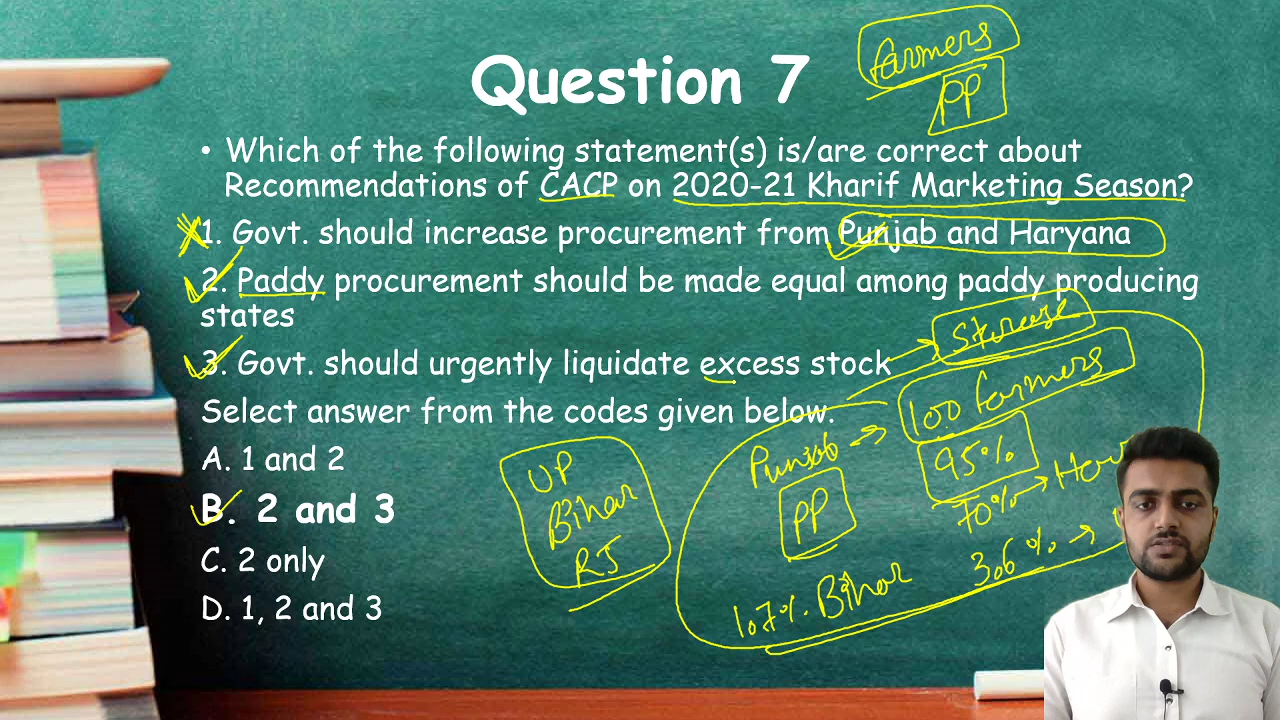 Question 7
farmers
PP
• Which of the following statement(s) is/are correct about
Recommendations of CACP on 2020-21 Kharif Marketing Season?
1. Govt. should increase procurement from Punjab and Haryana
2. Paddy procurement should be made equal among paddy producing
states
3. Govt. should urgently liquidate excess stock
Select answer from the codes given below.
A. 1 and 2
B. 2 and 3
C. 2 only
D. 1, 2 and 3
UP
Bihar
RJ
Punjab
PP
100 farmers
95%
70%
3.6%
1.7% Bihar